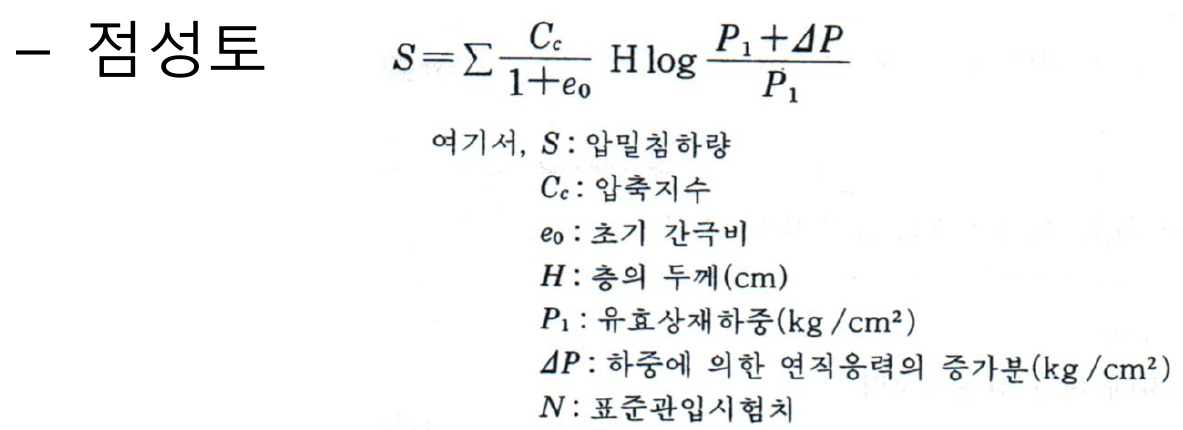 – 점성토
S=∑ C꜀/(1+e₀) H log (P₁+ΔP)/P₁
여기서, S : 압밀침하량
C꜀ : 압축지수
e₀ : 초기 간극비
H : 층의 두께(cm)
P₁ : 유효상재하중(kg/cm²)
ΔP : 하중에 의한 연직응력의 증가분(kg/cm²)
N : 표준관입시험치